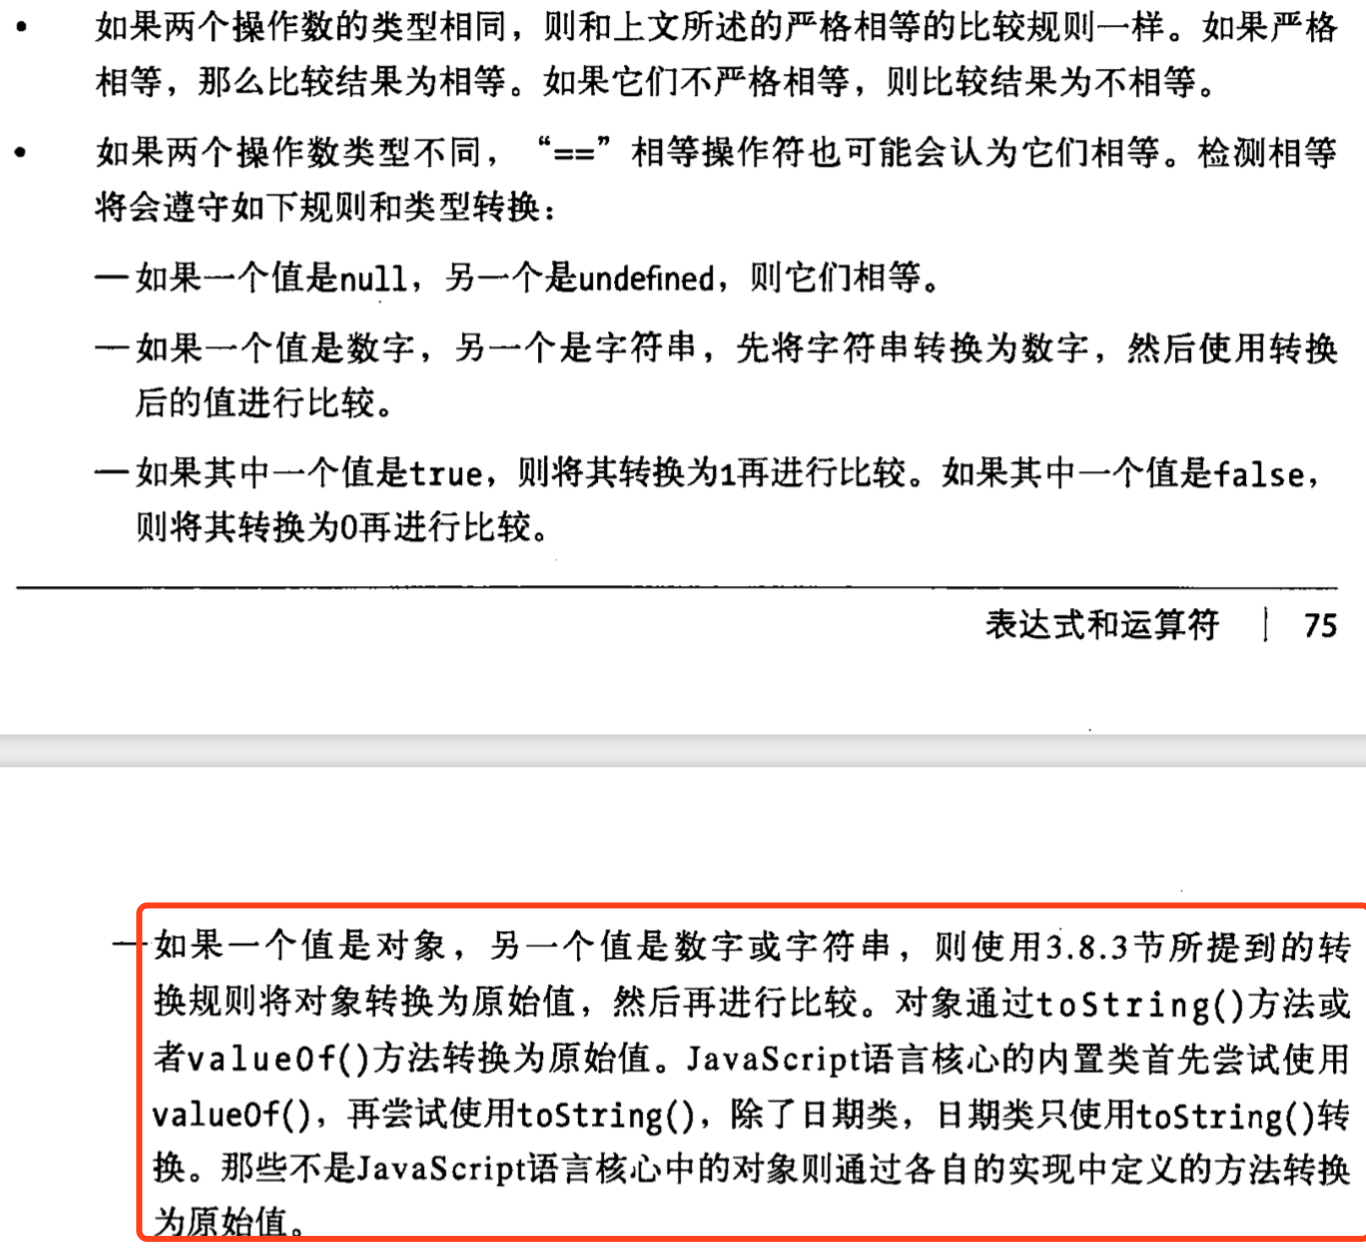 • 如果两个操作数的类型相同，则和上文所述的严格相等的比较规则一样。如果严格
相等，那么比较结果为相等。如果它们不严格相等，则比较结果为不相等。
• 如果两个操作数类型不同，“==”相等操作符也可能会认为它们相等。检测相等
将会遵守如下规则和类型转换：
— 如果一个值是null，另一个是undefined，则它们相等。
— 如果一个值是数字，另一个是字符串，先将字符串转换为数字，然后使用转换
后的值进行比较。
— 如果其中一个值是true，则将其转换为1再进行比较。如果其中一个值是false，
则将其转换为0再进行比较。
表达式和运算符 | 75
— 如果一个值是对象，另一个值是数字或字符串，则使用3.8.3节所提到的转
换规则将对象转换为原始值，然后再进行比较。对象通过toString()方法或
者valueOf()方法转换为原始值。JavaScript语言核心的内置类首先尝试使用
valueOf()，再尝试使用toString()，除了日期类，日期类只使用toString()转
换。那些不是JavaScript语言核心中的对象则通过各自的实现中定义的方法转换
为原始值。